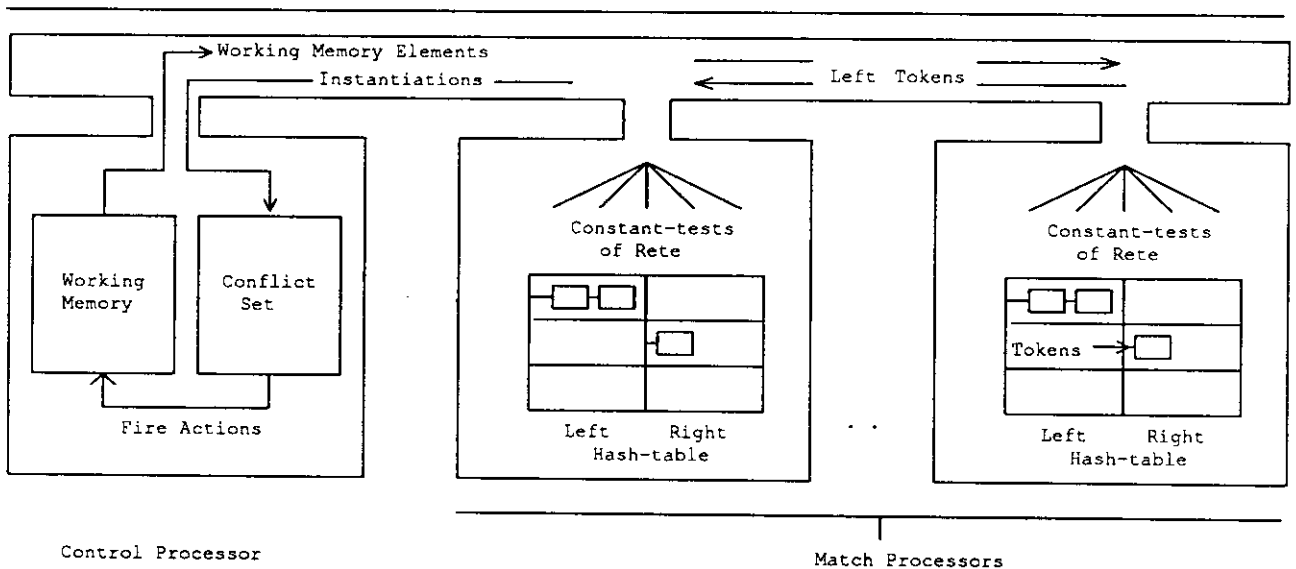 Working Memory Elements
Instantiations
Left Tokens
Constant-tests
of Rete
Constant-tests
of Rete
Working
Memory
Conflict
Set
Tokens
Fire Actions
Left Right
Hash-table
. .
Left Right
Hash-table
Control Processor
Match Processors